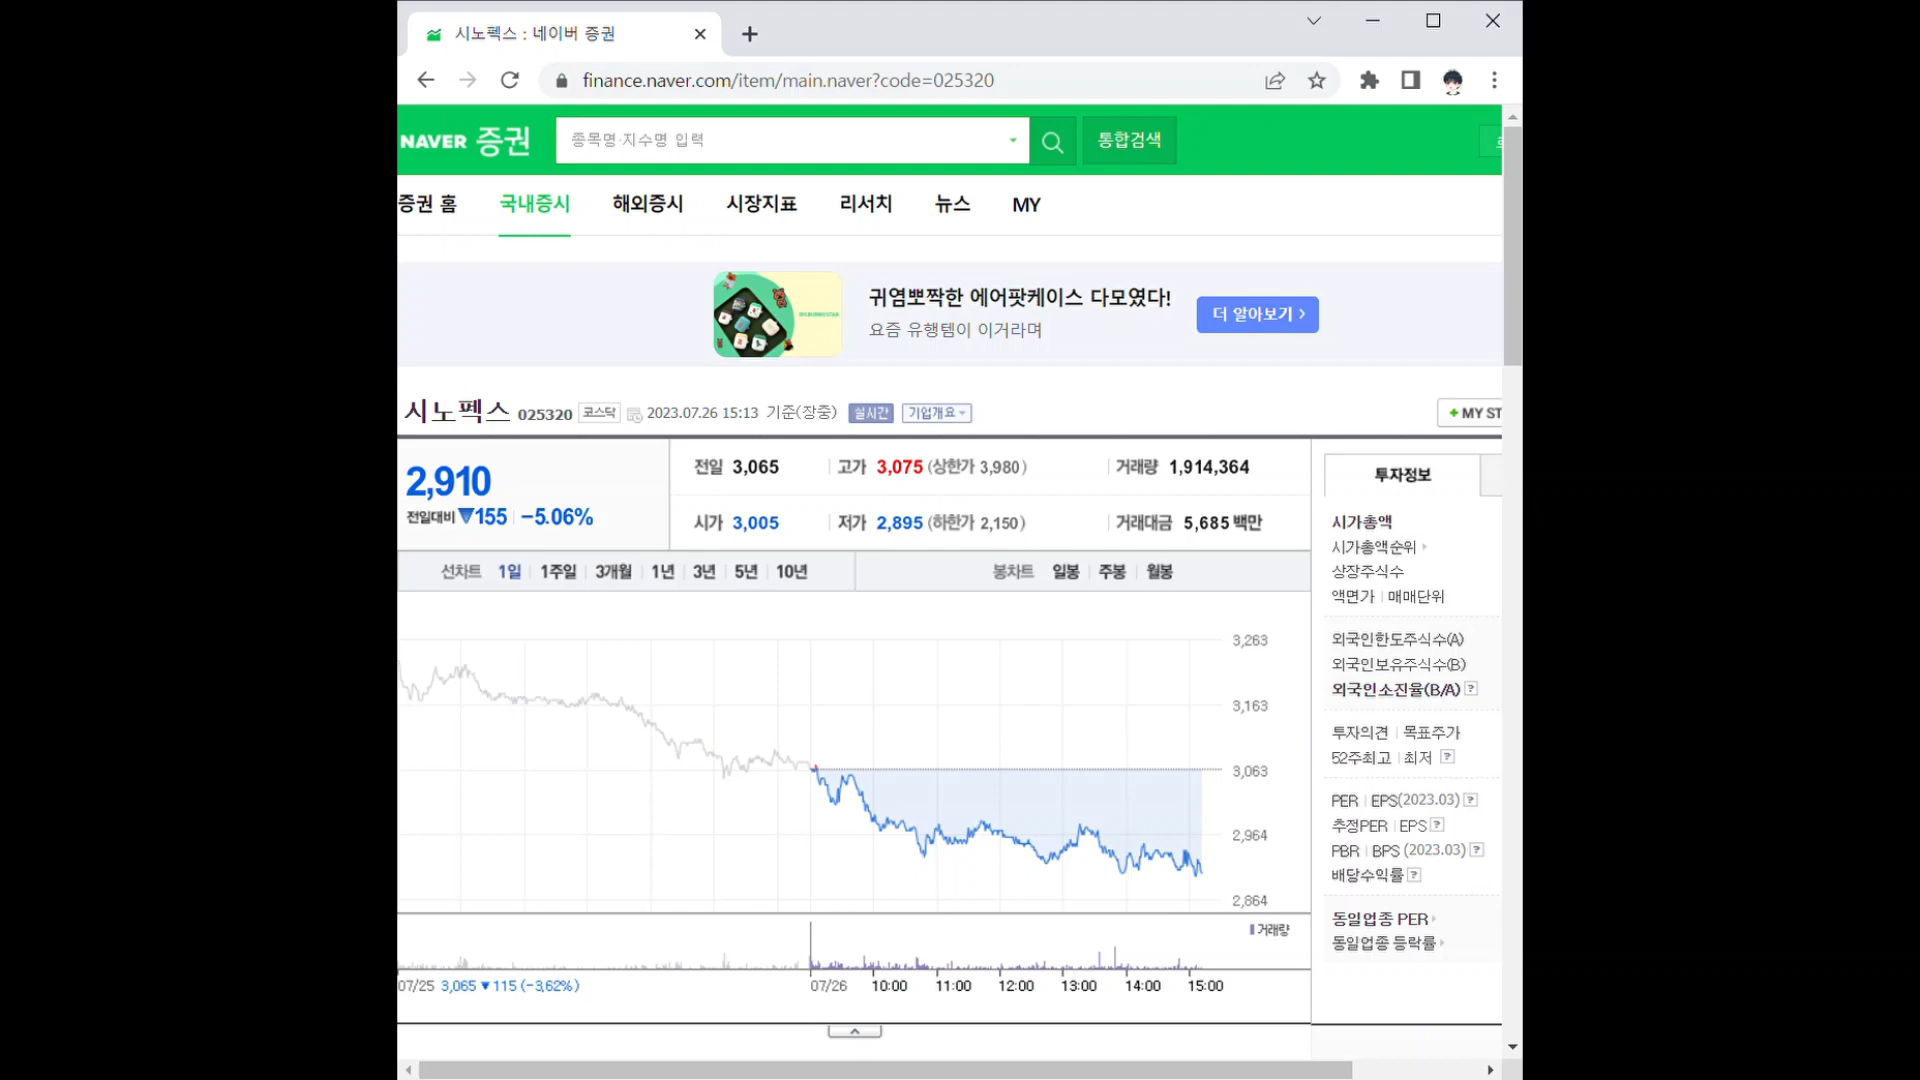 시노펙스 : 네이버 증권
finance.naver.com/item/main.naver?code=025320
NAVER 증권
종목명·지수명 입력
통합검색
증권 홈 국내증시 해외증시 시장지표 리서치 뉴스 MY
귀염뽀짝한 에어팟케이스 다모였다!
요즘 유행템이 이거라며
더 알아보기
시노펙스 025320 코스닥 2023.07.26 15:13 기준(장중) 실시간 기업개요
+ MY ST
2,910
전일대비 ▼155 | -5.06%
전일 3,065 | 고가 3,075 (상한가 3,980) | 거래량 1,914,364
시가 3,005 | 저가 2,895 (하한가 2,150) | 거래대금 5,685 백만
선차트 1일 1주일 3개월 1년 3년 5년 10년
봉차트 일봉 주봉 월봉
3,263
3,163
3,063
2,964
2,864
거래량
07/25 3,065 ▼115 (-3,62%)
07/26 10:00 11:00 12:00 13:00 14:00 15:00
투자정보
시가총액
시가총액순위
상장주식수
액면가 | 매매단위
외국인한도주식수(A)
외국인보유주식수(B)
외국인소진율(B/A) ?
투자의견 | 목표주가
52주최고 | 최저 ?
PER | EPS(2023.03) ?
추정PER | EPS ?
PBR | BPS (2023.03) ?
배당수익률 ?
동일업종 PER
동일업종 등락률